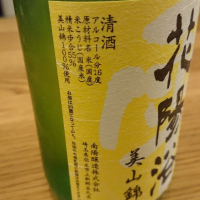 花陽浴
美山錦
清酒
アルコール分16度
原材料名 米(国産)
米こうじ(国産米)
精米歩合55%
美山錦100%使用
南陽醸造株式会社